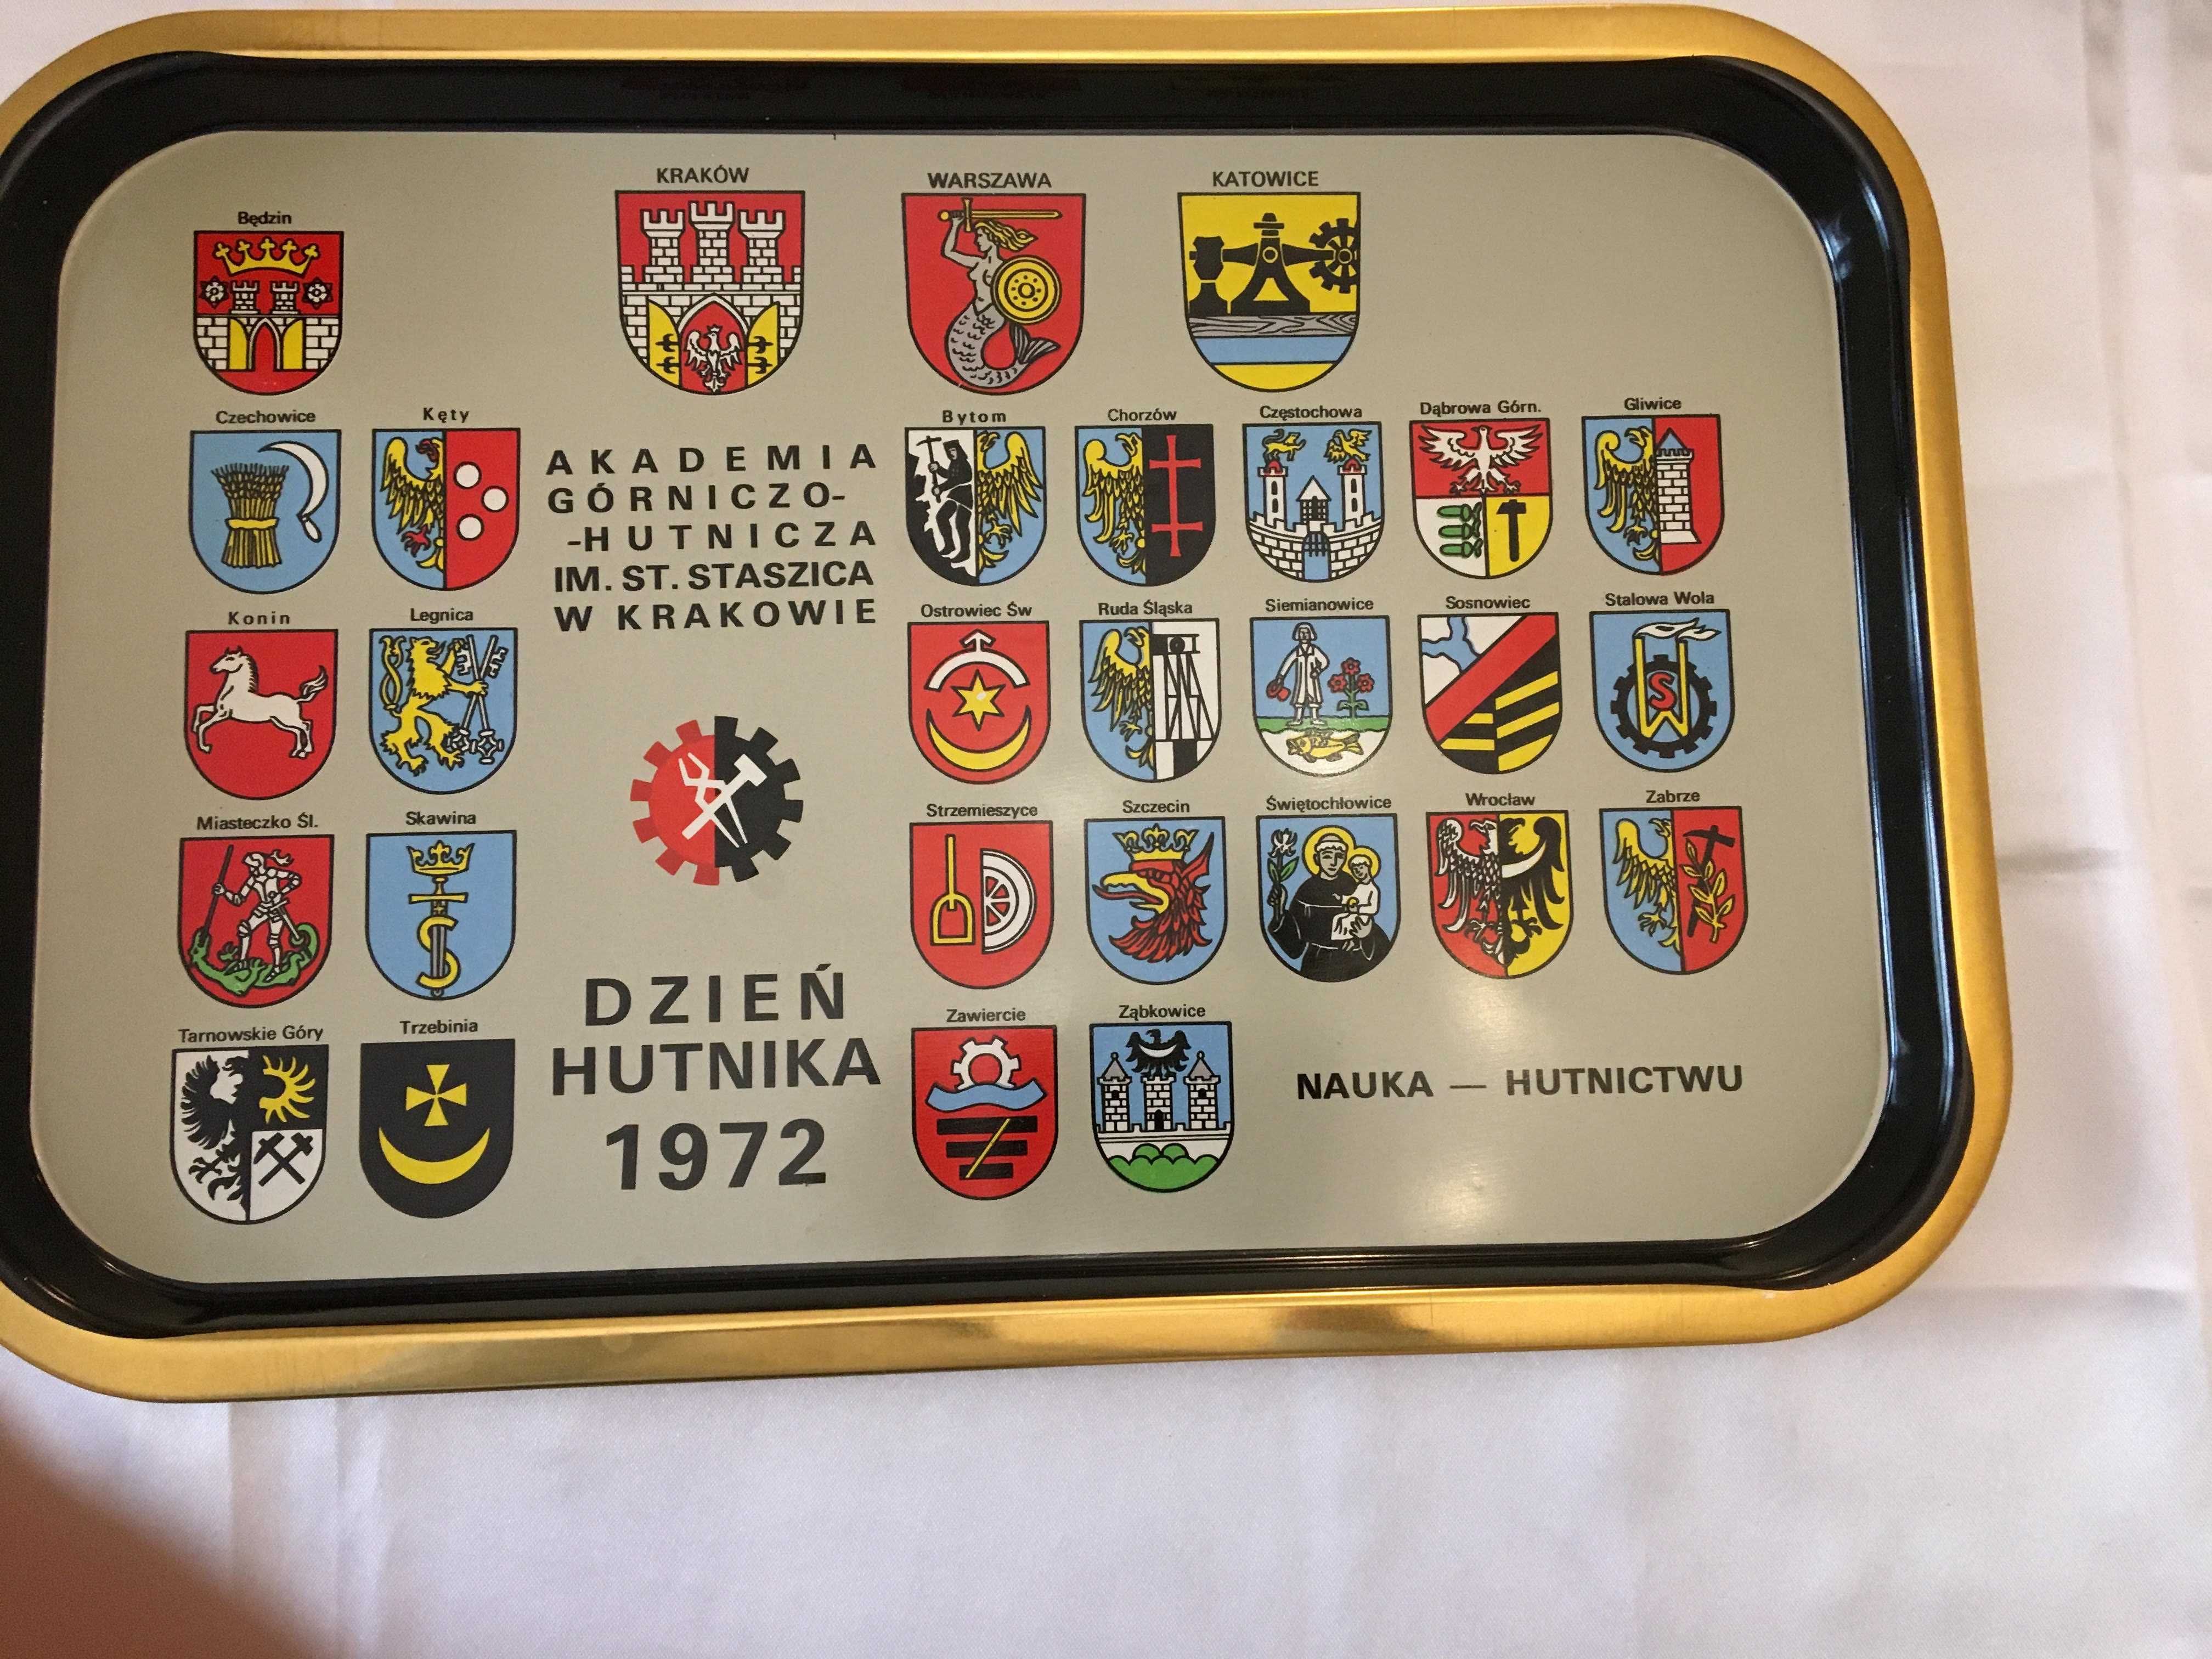 KRAKÓW
WARSZAWA
KATOWICE
Będzin
Czechowice
Kęty
AKADEMIA
GÓRNICZO-
-HUTNICZA
IM. ST. STASZICA
W KRAKOWIE
Bytom
Chorzów
Częstochowa
Dąbrowa Górn.
Gliwice
Konin
Legnica
Ostrowiec Św
Ruda Śląska
Siemianowice
Sosnowiec
Stalowa Wola
S
W
Miasteczko Śl.
Skawina
Strzemieszyce
Szczecin
Świętochłowice
Wrocław
Zabrze
S
DZIEŃ
HUTNIKA
1972
Tarnowskie Góry
Trzebinia
Zawiercie
Ząbkowice
Z
NAUKA — HUTNICTWU